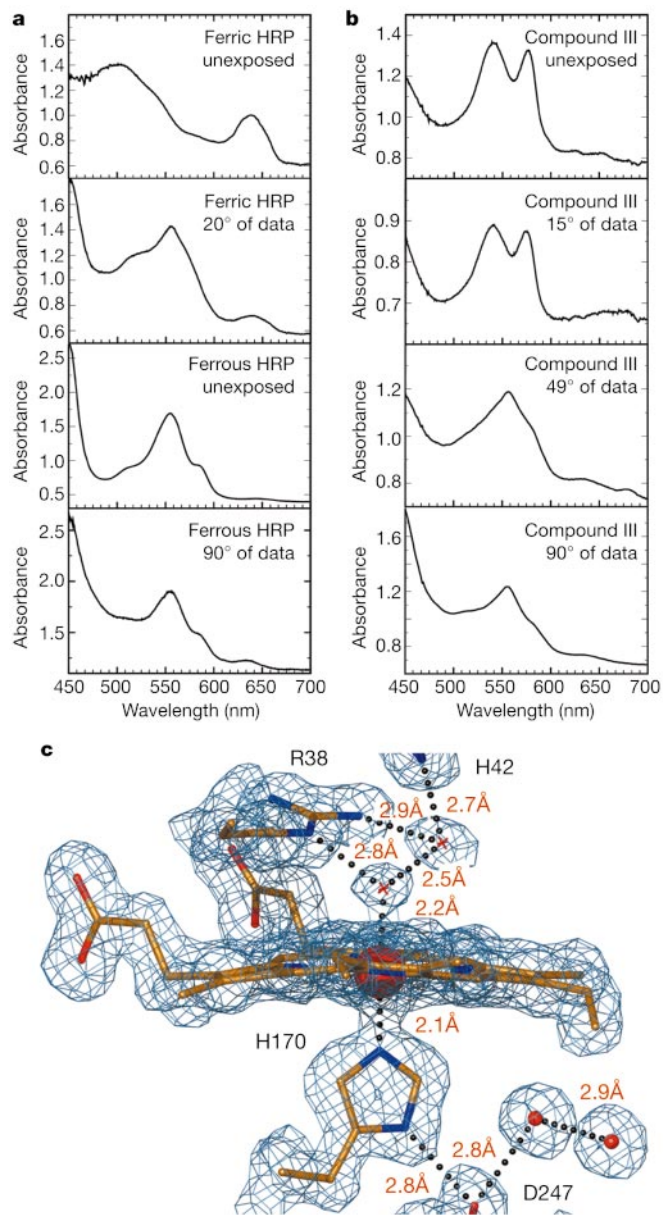 a
Ferric HRP
unexposed
Absorbance
1.6
1.4
1.2
1.0
0.8
0.6
Ferric HRP
20° of data
Absorbance
1.8
1.4
1.2
1.0
0.6
Ferrous HRP
unexposed
Absorbance
2.5
2.0
1.5
1.0
0.5
Ferrous HRP
90° of data
Absorbance
2.5
2.0
1.5
450 500 550 600 650 700
Wavelength (nm)
b
Compound III
unexposed
Absorbance
1.4
1.2
1.0
0.8
Compound III
15° of data
Absorbance
0.9
0.8
0.7
Compound III
49° of data
Absorbance
1.2
1.0
0.8
Compound III
90° of data
Absorbance
1.6
1.2
0.8
450 500 550 600 650 700
Wavelength (nm)
c
R38
H42
2.9Å
2.7Å
2.8Å
2.5Å
2.2Å
2.1Å
H170
2.9Å
2.8Å
2.8Å
D247